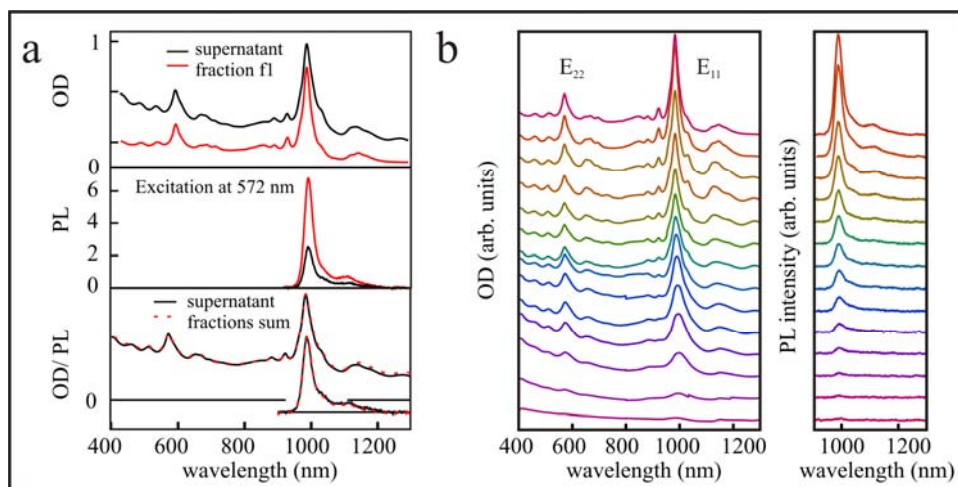 a
OD
1
0
supernatant
fraction f1
PL
6
4
2
0
Excitation at 572 nm
OD/ PL
0
supernatant
fractions sum
400 600 800 1000 1200
wavelength (nm)
b
OD (arb. units)
E22
E11
400 600 800 1000 1200
wavelength (nm)
PL intensity (arb. units)
1000 1200
wavelength (nm)